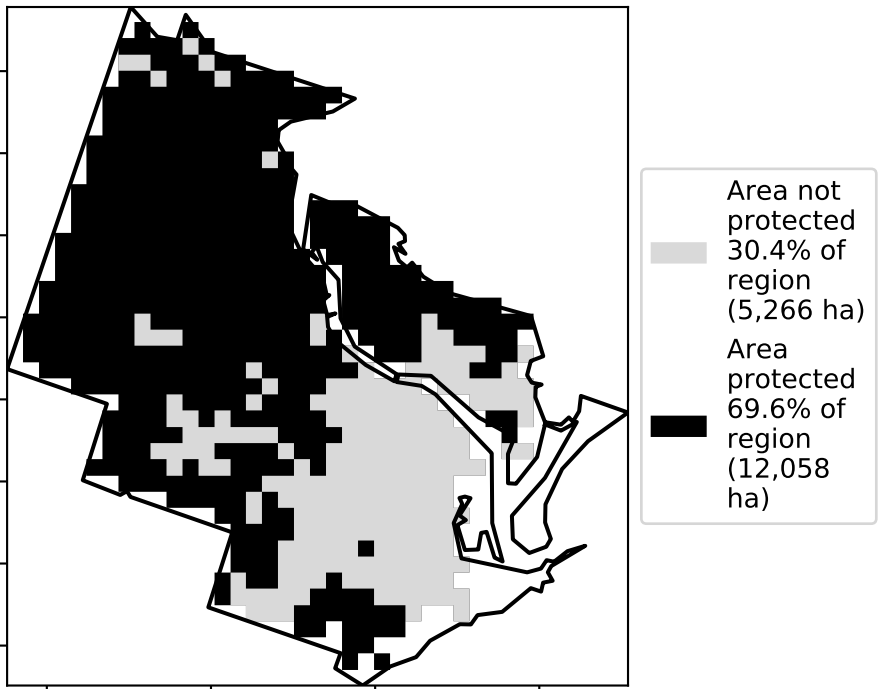 Area not
protected
30.4% of
region
(5,266 ha)
Area
protected
69.6% of
region
(12,058
ha)